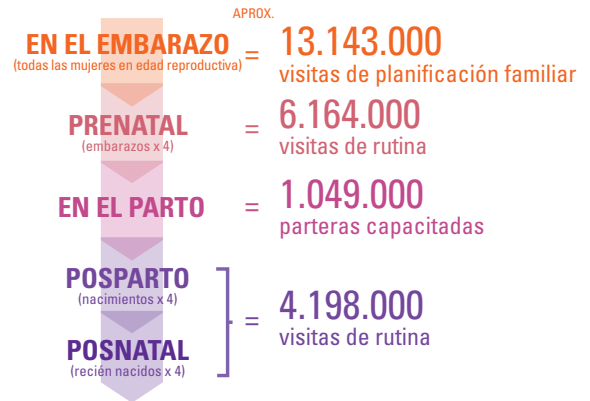 APROX.
EN EL EMBARAZO
(todas las mujeres en edad reproductiva)
=
13.143.000
visitas de planificación familiar
PRENATAL
(embarazos x 4)
=
6.164.000
visitas de rutina
EN EL PARTO
=
1.049.000
parteras capacitadas
POSPARTO
(nacimientos x 4)
POSNATAL
(recién nacidos x 4)
=
4.198.000
visitas de rutina